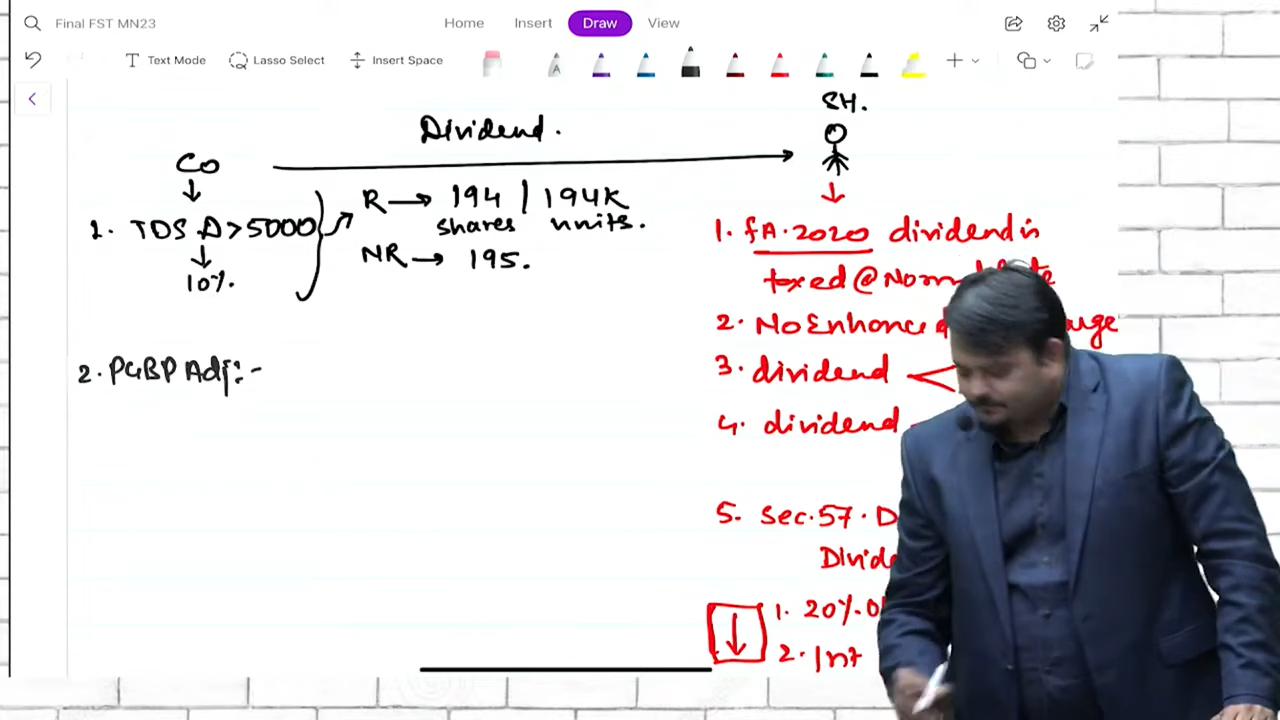 Final FST MN23
Home Insert Draw View
Text Mode Lasso Select Insert Space
SH.
Dividend.
Co
1. TDS D>5000
10%.
R → 194 | 194K
shares units.
NR → 195.
2. PGBP Adj:-
1. FA.2020 dividend is
taxed @
2. No Enhance
3. dividend
4. dividend
5. Sec.57.
1. 20%.
2. Int